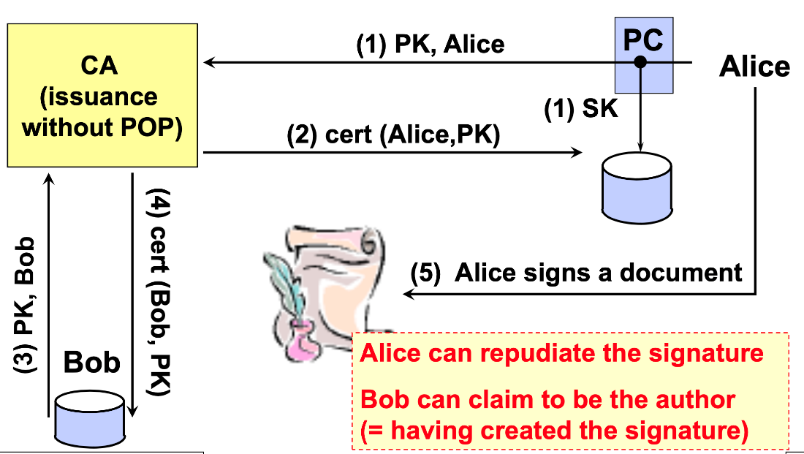 CA
(issuance
without POP)
(1) PK, Alice
PC
Alice
(1) SK
(2) cert (Alice,PK)
(3) PK, Bob
(4) cert (Bob, PK)
Bob
(5) Alice signs a document
Alice can repudiate the signature
Bob can claim to be the author
(= having created the signature)